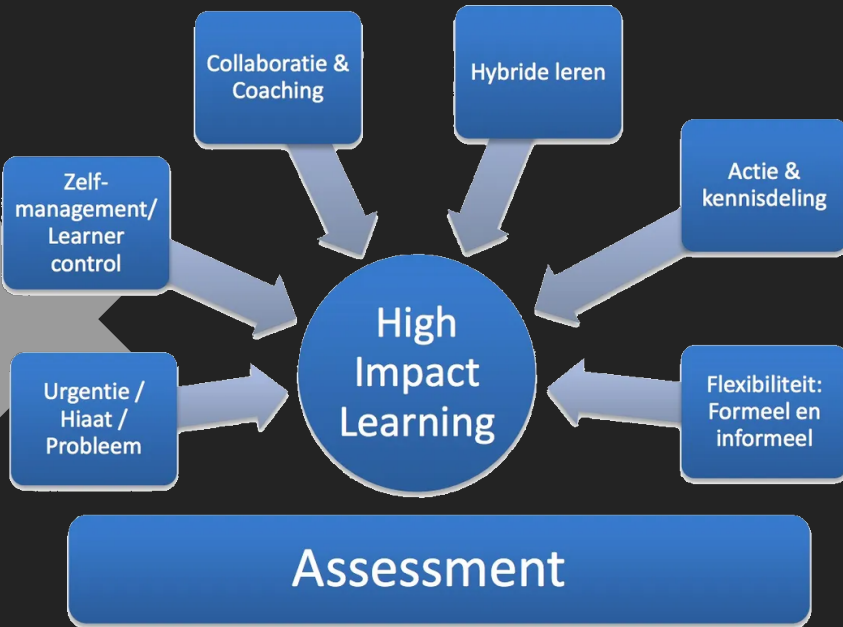 Collaboratie &
Coaching
Hybride leren
Zelf-
management/
Learner
control
Actie &
kennisdeling
High
Impact
Learning
Urgentie /
Hiaat /
Probleem
Flexibiliteit:
Formeel en
informeel
Assessment